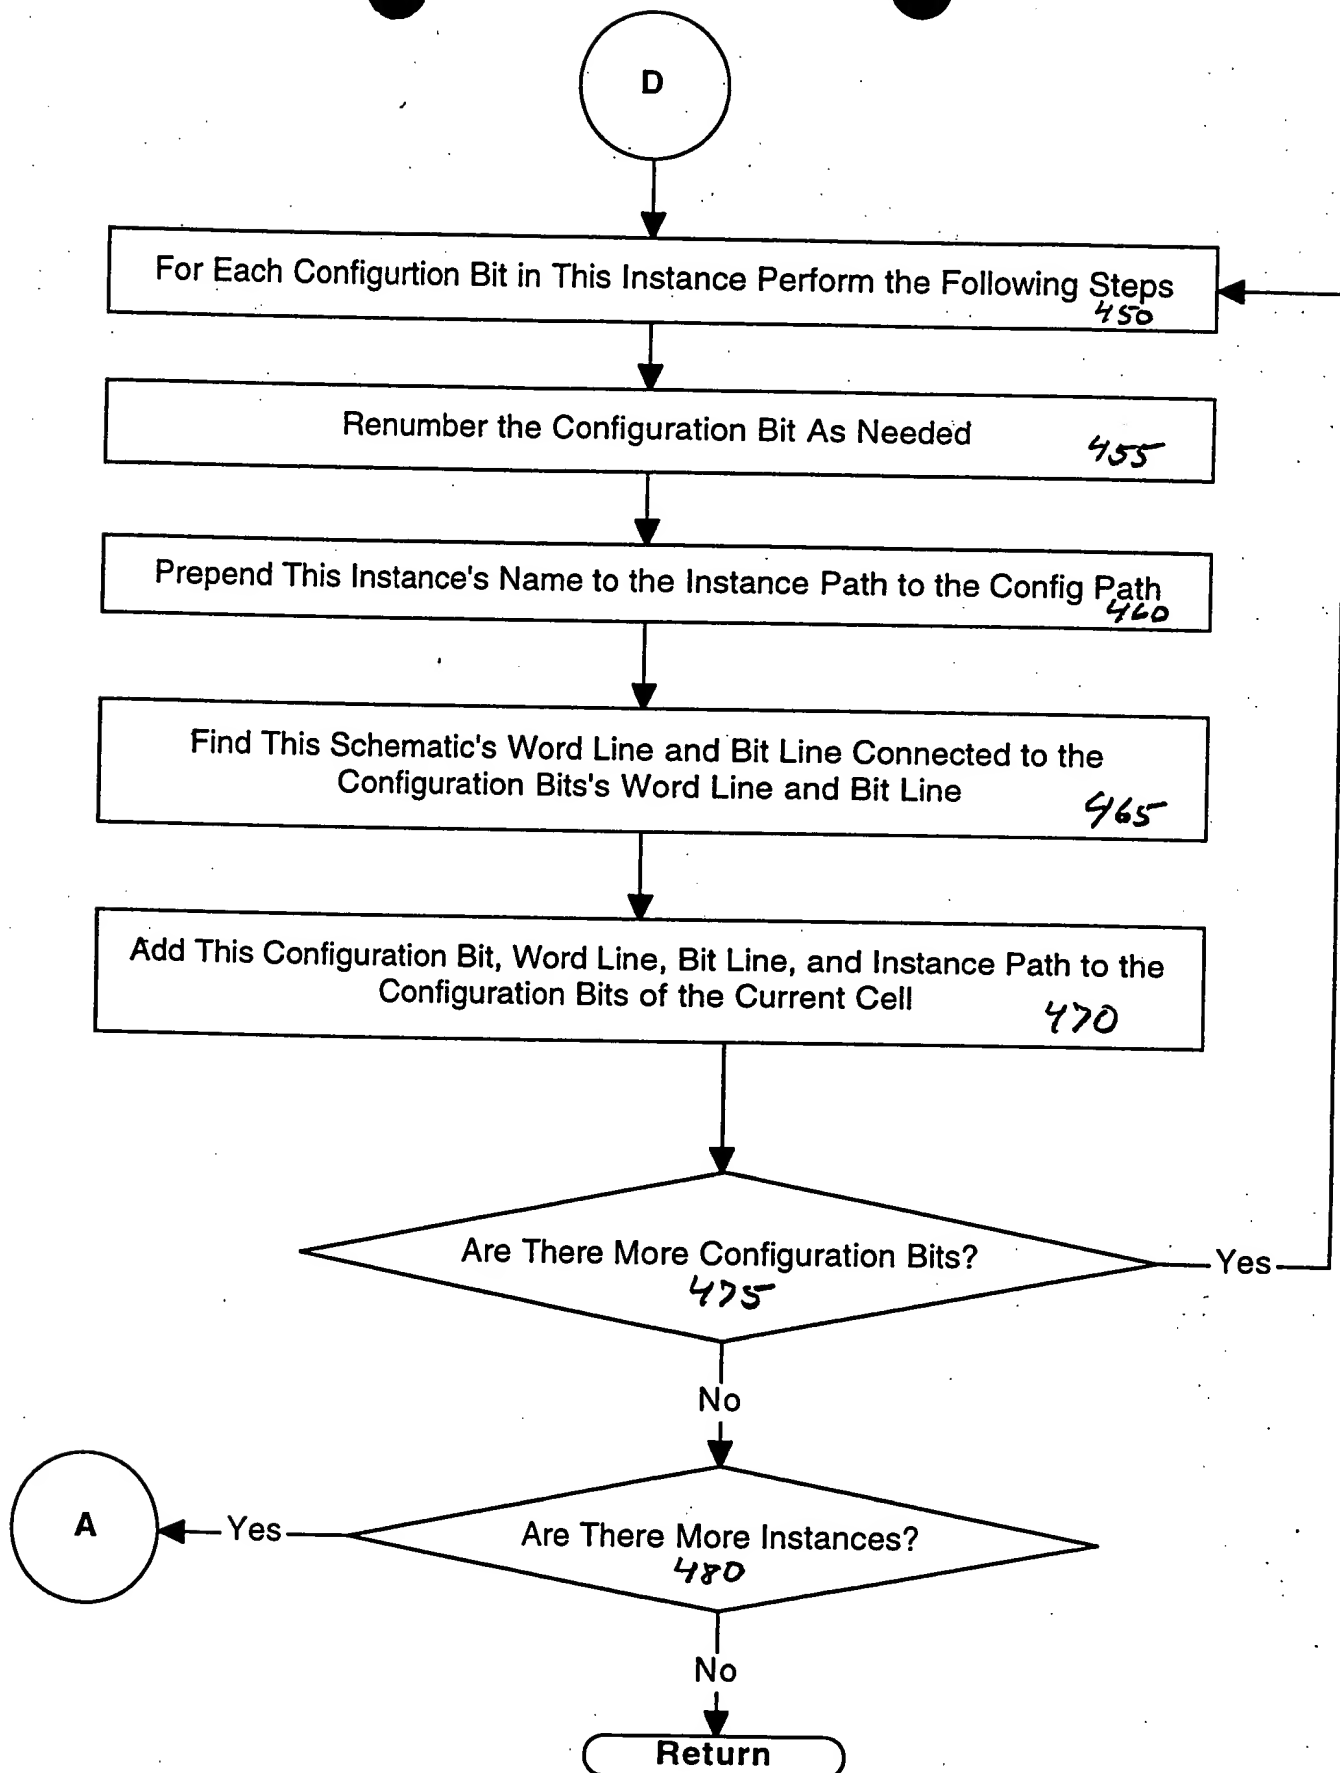 D
For Each Configurtion Bit in This Instance Perform the Following Steps
450
Renumber the Configuration Bit As Needed
455
Prepend This Instance's Name to the Instance Path to the Config Path
460
Find This Schematic's Word Line and Bit Line Connected to the
Configuration Bits's Word Line and Bit Line
465
Add This Configuration Bit, Word Line, Bit Line, and Instance Path to the
Configuration Bits of the Current Cell
470
Are There More Configuration Bits?
475
Yes
No
A
Yes
Are There More Instances?
480
No
Return